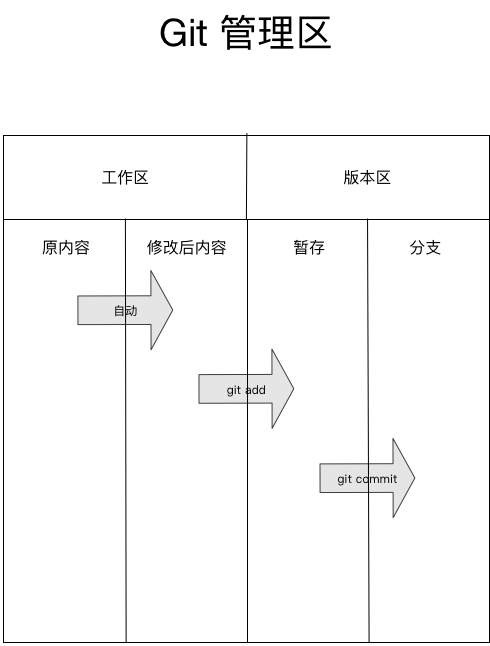 Git 管理区
工作区
版本区
原内容
修改后内容
暂存
分支
自动
git add
git commit